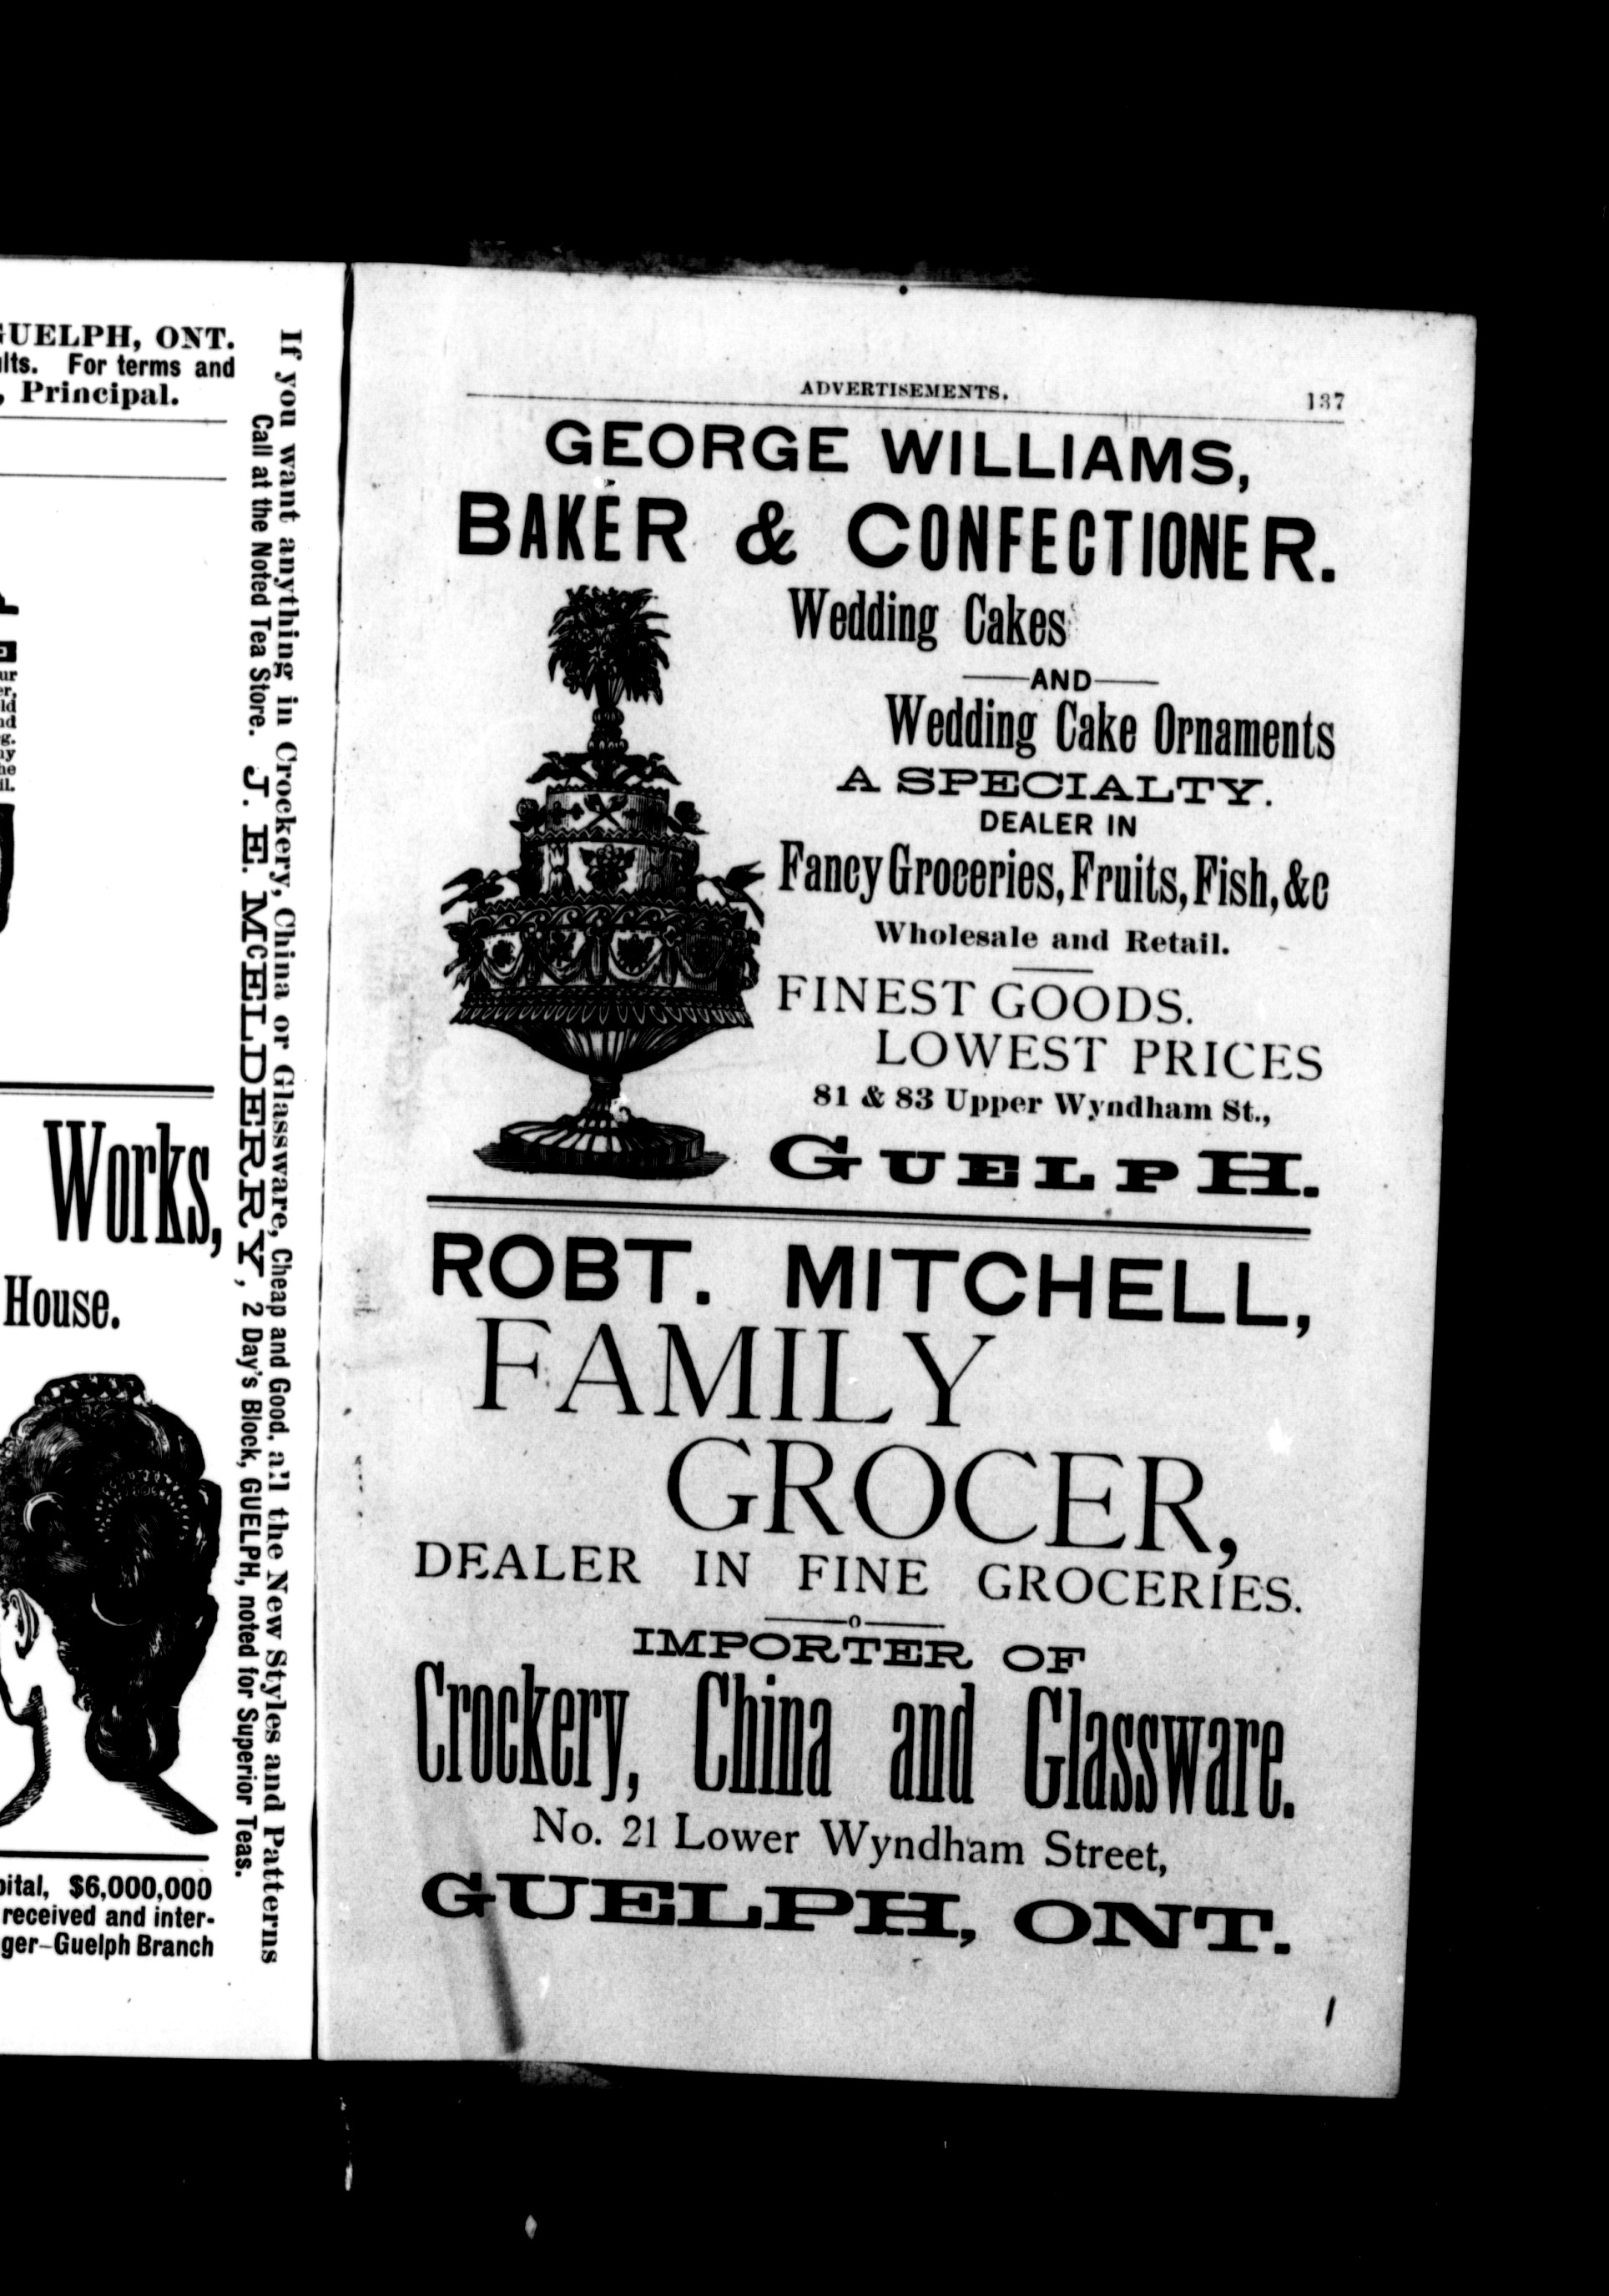 GUELPH, ONT.
For terms and
, Principal.
ur
ld
nd
g.
Works,
House.
$6,000,000
received and inter-
ger-Guelph Branch
If you want anything in Crockery, China or Glassware, Cheap and Good, all the New Styles and Patterns
Call at the Noted Tea Store. J. E. McELDERRY, 2 Day's Block, GUELPH, noted for Superior Teas.
ADVERTISEMENTS. 137
GEORGE WILLIAMS,
BAKER & CONFECTIONER.
Wedding Cakes
AND
Wedding Cake Ornaments
A SPECIALTY.
DEALER IN
Fancy Groceries, Fruits, Fish, &c
Wholesale and Retail.
FINEST GOODS.
LOWEST PRICES
81 & 83 Upper Wyndham St.,
GUELPH.
ROBT. MITCHELL,
FAMILY
GROCER,
DEALER IN FINE GROCERIES.
IMPORTER OF
Crockery, China and Glassware.
No. 21 Lower Wyndham Street,
GUELPH, ONT.